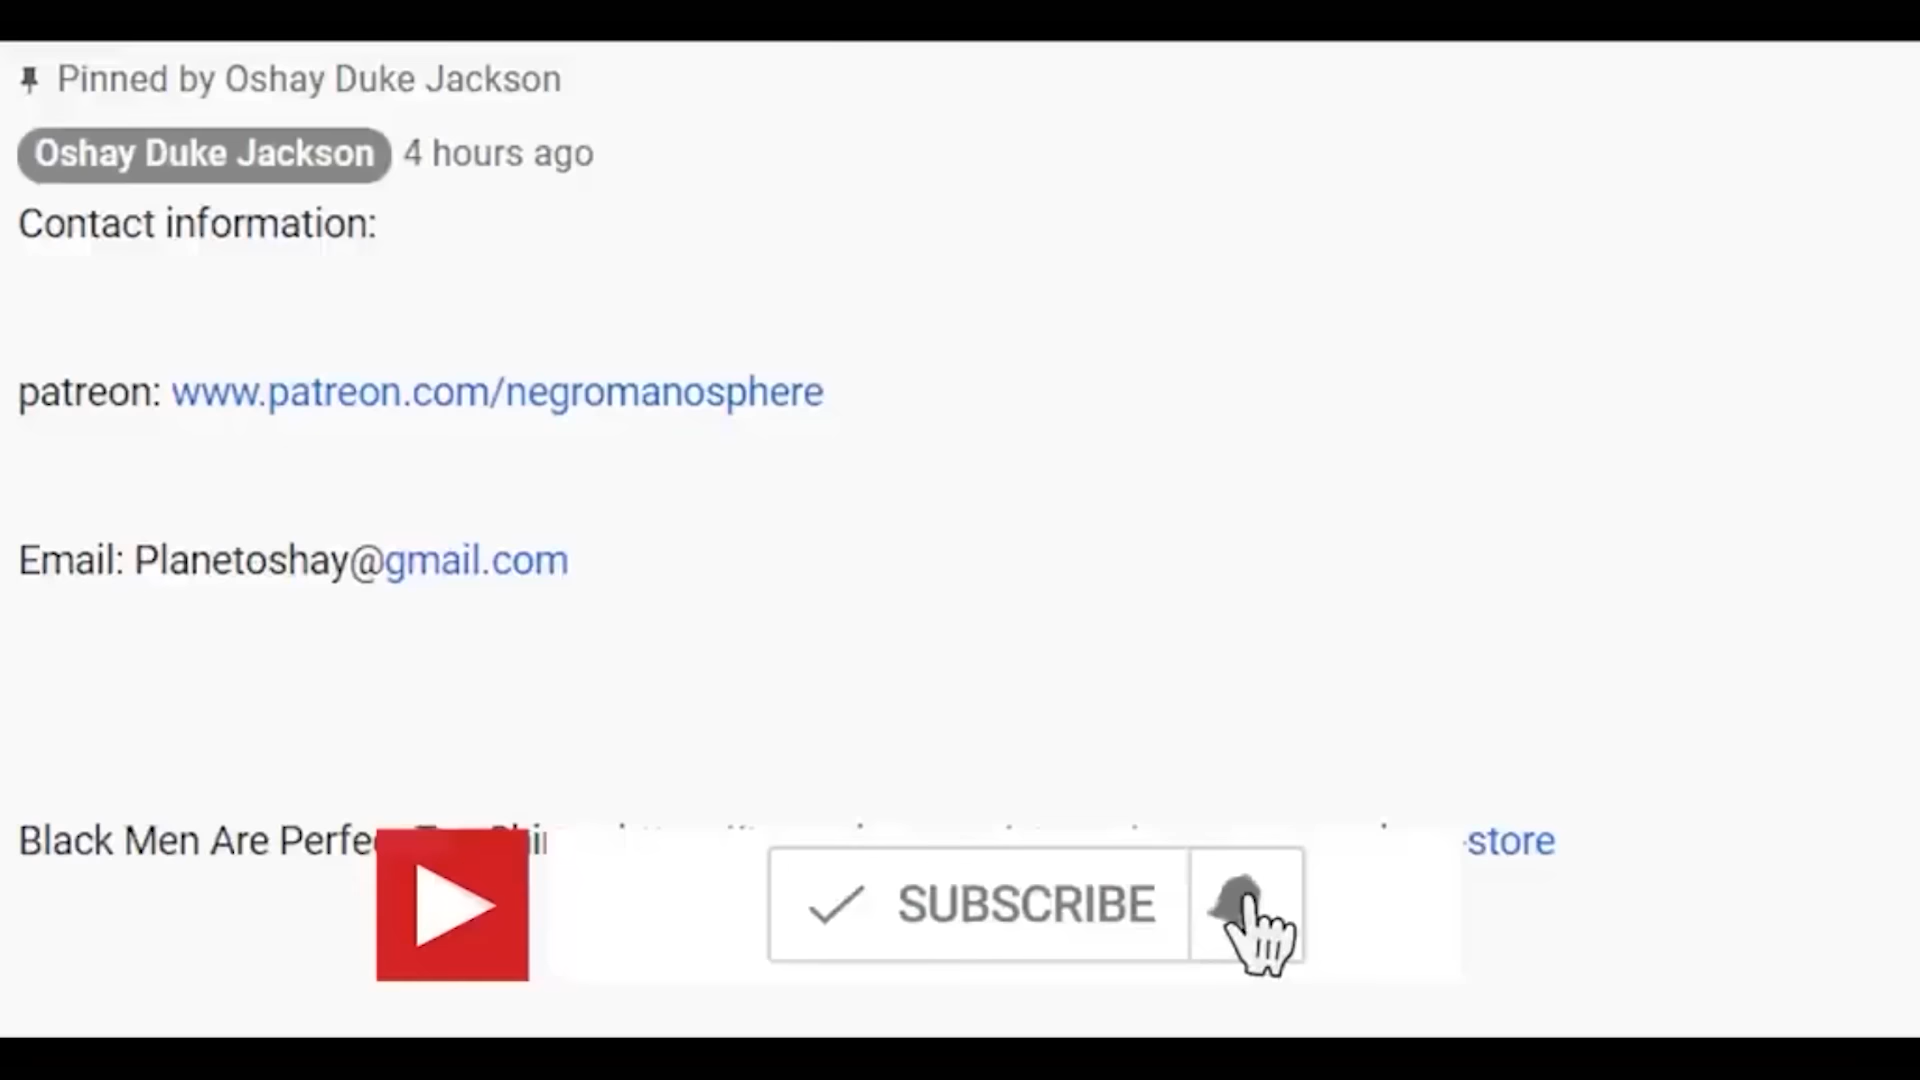 Pinned by Oshay Duke Jackson
Oshay Duke Jackson 4 hours ago
Contact information:
patreon: www.patreon.com/negromanosphere
Email: Planetoshay@gmail.com
Black Men Are -store
SUBSCRIBE